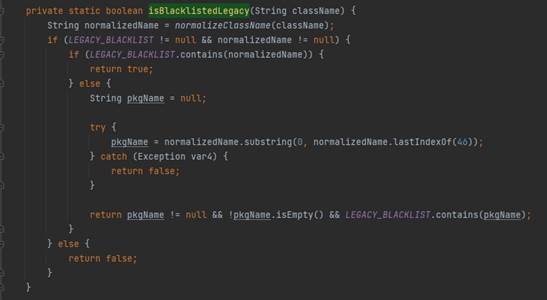 private static boolean isBlacklistedLegacy(String className) {
    String normalizedName = normalizeClassName(className);
    if (LEGACY_BLACKLIST != null && normalizedName != null) {
        if (LEGACY_BLACKLIST.contains(normalizedName)) {
            return true;
        } else {
            String pkgName = null;

            try {
                pkgName = normalizedName.substring(0, normalizedName.lastIndexOf(46));
            } catch (Exception var4) {
                return false;
            }

            return pkgName != null && !pkgName.isEmpty() && LEGACY_BLACKLIST.contains(pkgName);
        }
    } else {
        return false;
    }
}